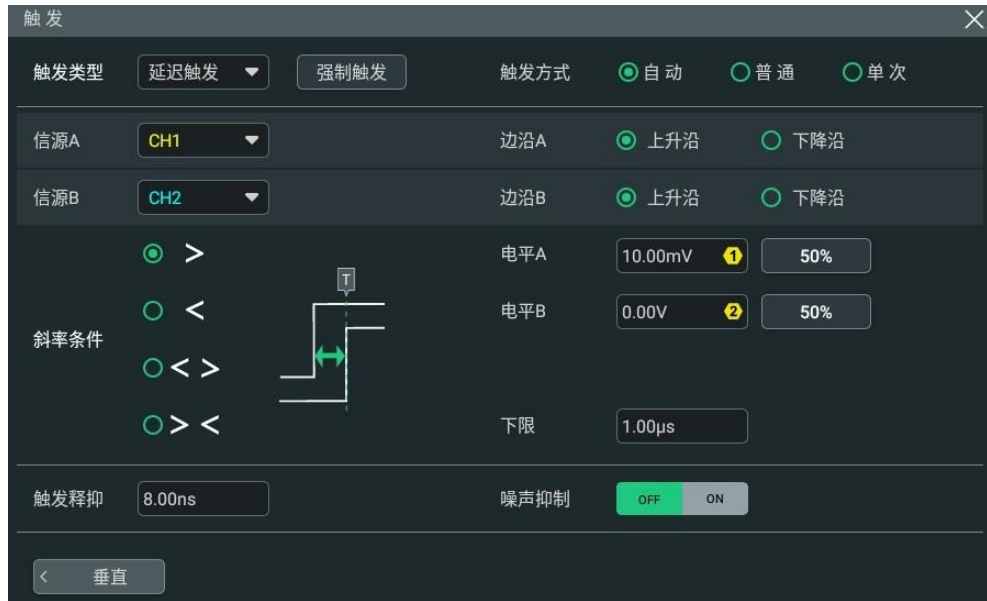 触发
触发类型 延迟触发 强制触发 触发方式 自动 普通 单次
信源A CH1 边沿A 上升沿 下降沿
信源B CH2 边沿B 上升沿 下降沿
> 电平A 10.00mV 1 50%
T
< 电平B 0.00V 2 50%
斜率条件
< >
> < 下限 1.00μs
触发释抑 8.00ns 噪声抑制 OFF ON
< 垂直